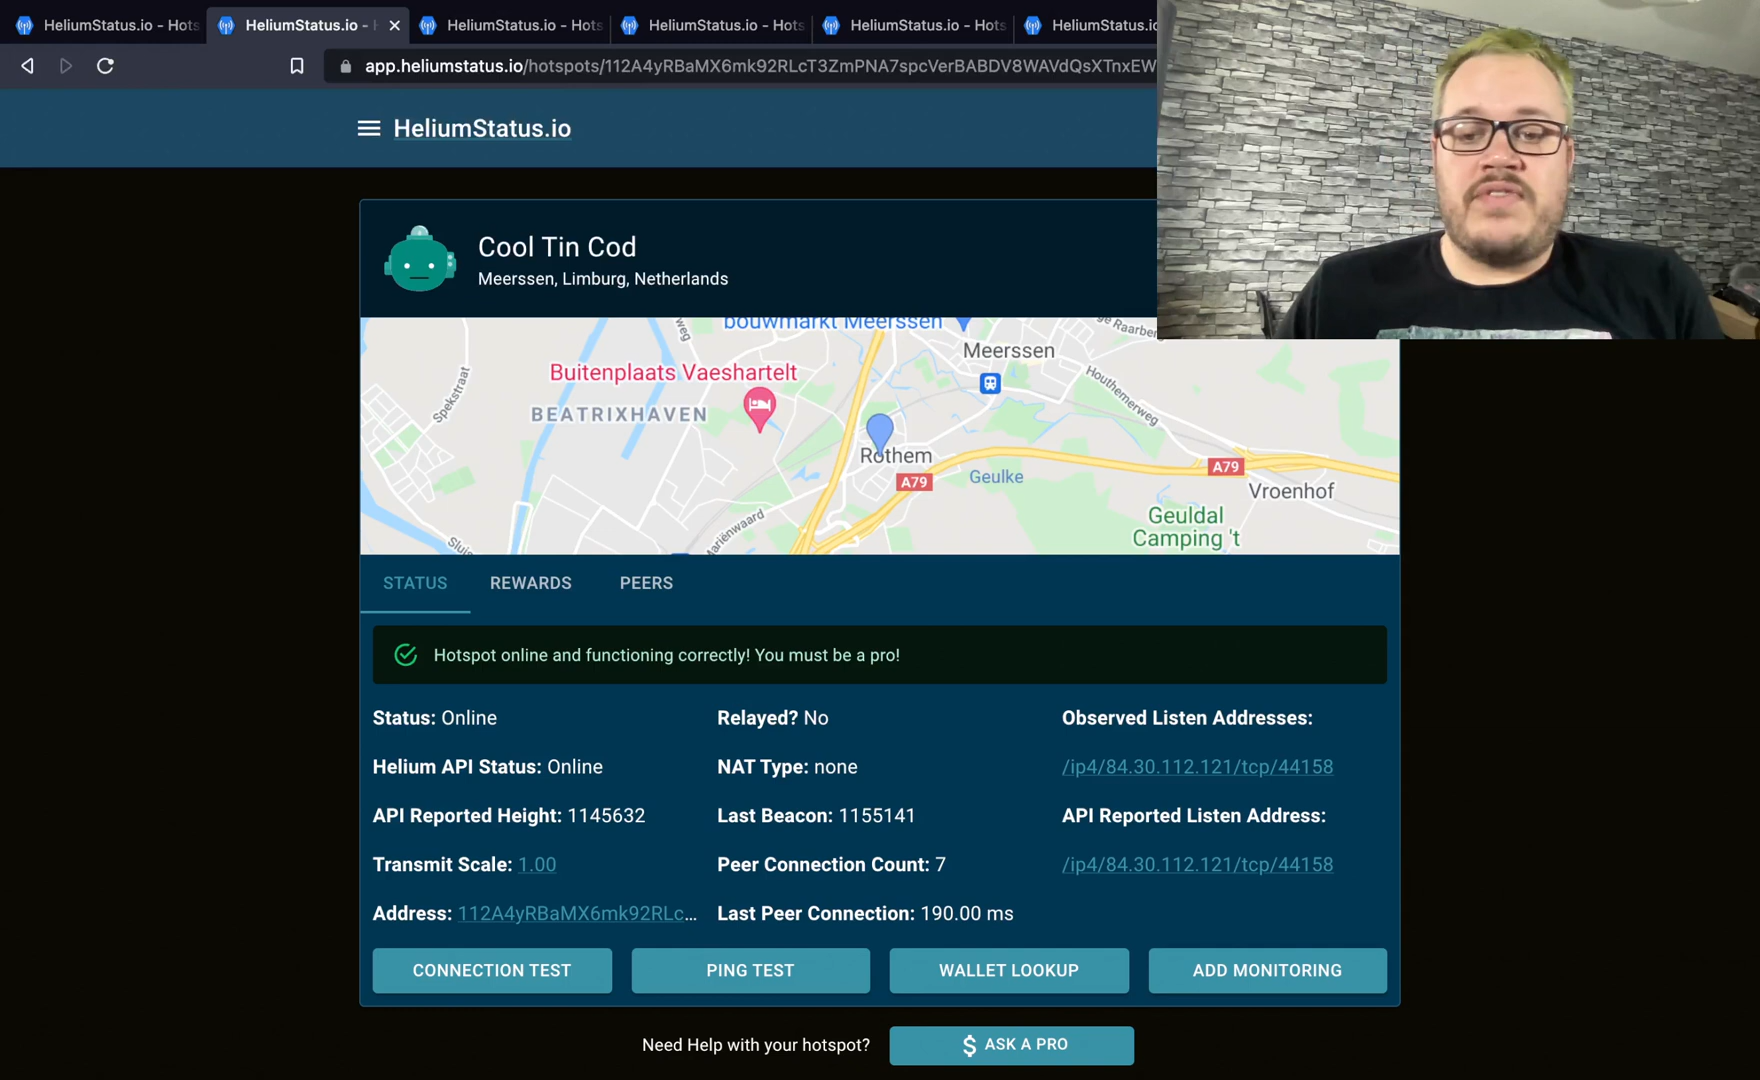 HeliumStatus.io - Hots
HeliumStatus.io - H
HeliumStatus.io - Hots
HeliumStatus.io - Hots
HeliumStatus.io - Hots
HeliumStatus.io
app.heliumstatus.io/hotspots/112A4yRBaMX6mk92RLcT3ZmPNA7spcVerBABDV8WAVdQsXTnxEW
HeliumStatus.io
Cool Tin Cod
Meerssen, Limburg, Netherlands
bouwmarkt Meerssen
Meerssen
Buitenplaats Vaeshartelt
Spekstraat
BEATRIXHAVEN
Houthemerweg
Rothem
A79
Geulke
A79
Vroenhof
Mariënwaard
Geuldal
Camping 't
STATUS
REWARDS
PEERS
Hotspot online and functioning correctly! You must be a pro!
Status: Online
Relayed? No
Observed Listen Addresses:
Helium API Status: Online
NAT Type: none
/ip4/84.30.112.121/tcp/44158
API Reported Height: 1145632
Last Beacon: 1155141
API Reported Listen Address:
Transmit Scale: 1.00
Peer Connection Count: 7
/ip4/84.30.112.121/tcp/44158
Address: 112A4yRBaMX6mk92RLc...
Last Peer Connection: 190.00 ms
CONNECTION TEST
PING TEST
WALLET LOOKUP
ADD MONITORING
Need Help with your hotspot?
$ ASK A PRO